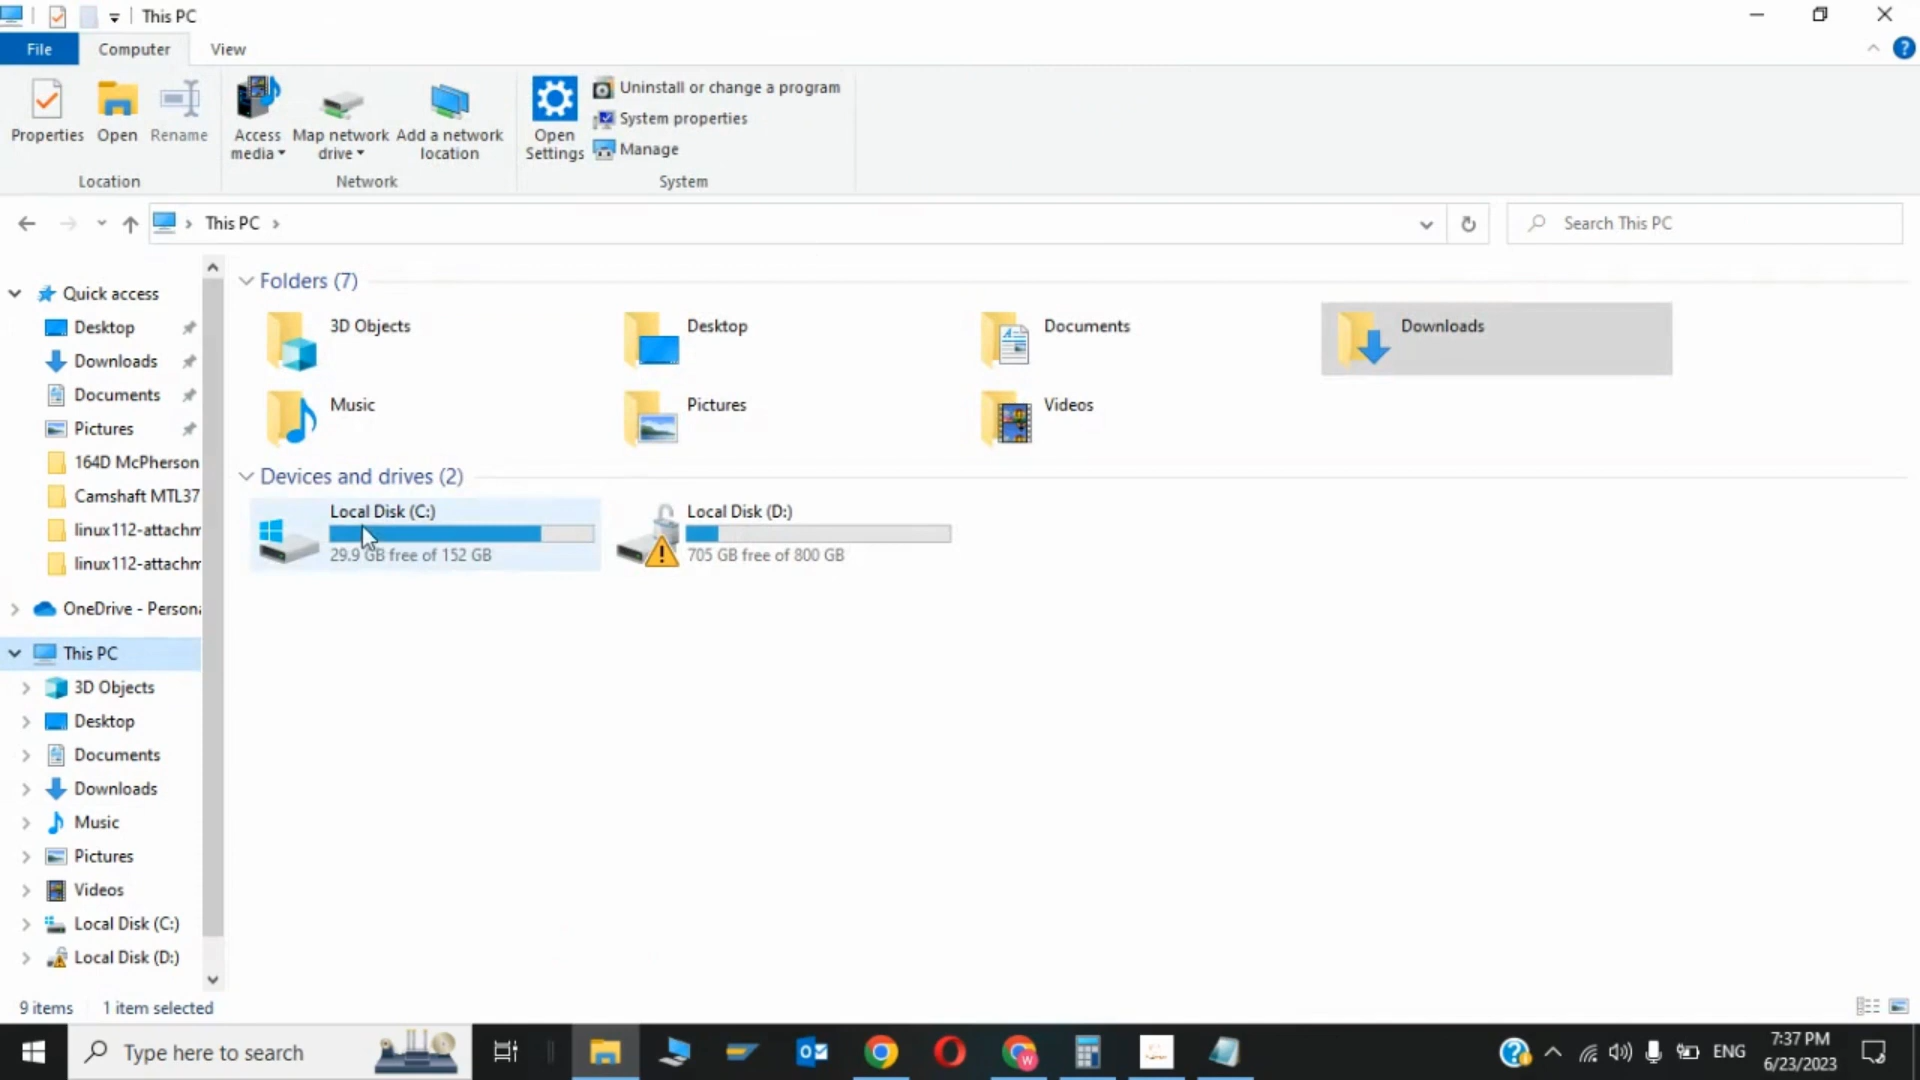 This PC
File Computer View
Uninstall or change a program
System properties
Manage
Properties Open Rename
Access media
Map network drive
Add a network location
Open Settings
Location Network System
This PC
Search This PC
Quick access
Desktop
Downloads
Documents
Pictures
164D McPherson
Camshaft MTL37
linux112-attachm
linux112-attachm
OneDrive - Persona
This PC
3D Objects
Desktop
Documents
Downloads
Music
Pictures
Videos
Local Disk (C:)
Local Disk (D:)
Folders (7)
3D Objects Desktop Documents Downloads
Music Pictures Videos
Devices and drives (2)
Local Disk (C:) Local Disk (D:)
29.9 GB free of 152 GB 705 GB free of 800 GB
9 items 1 item selected
Type here to search
W
ENG
7:37 PM
6/23/2023